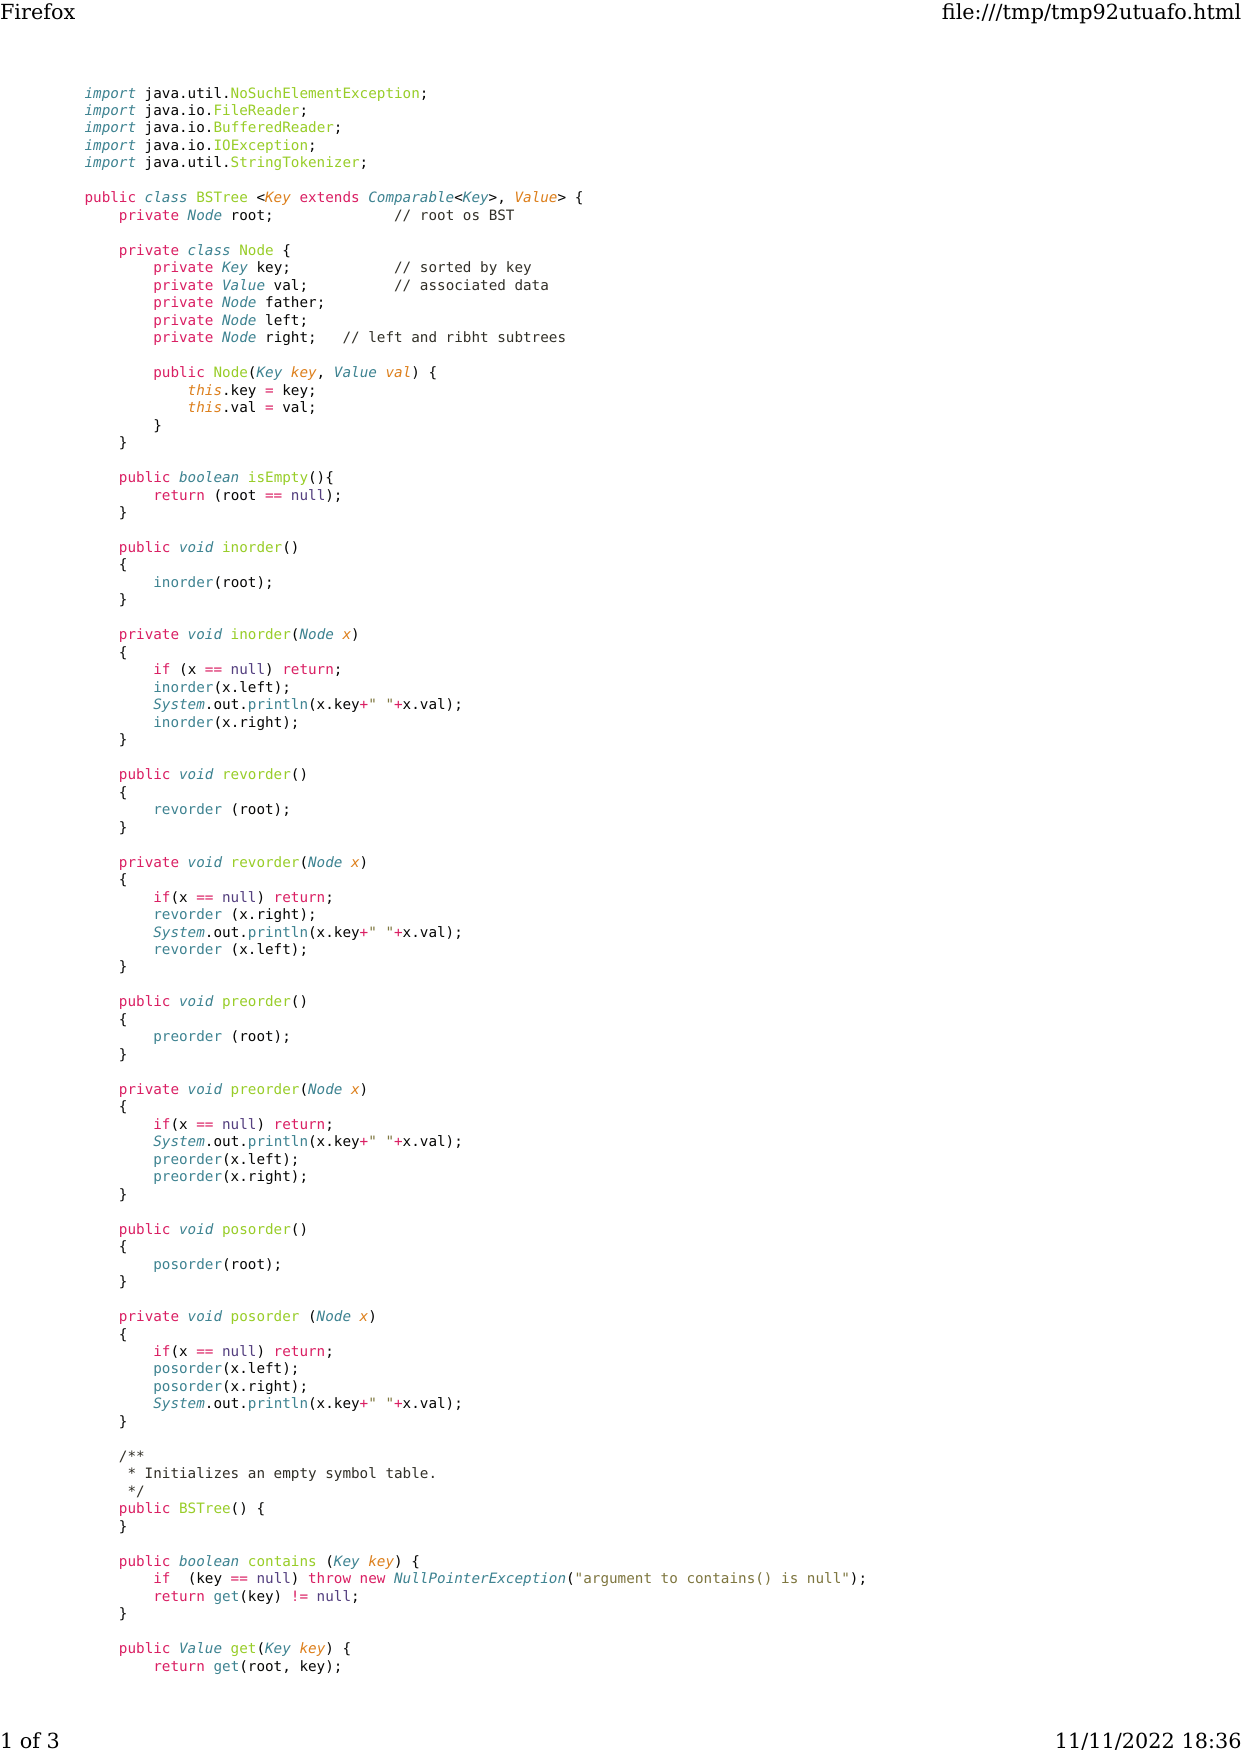 Firefox
file:///tmp/tmp92utuafo.html
import java.util.NoSuchElementException;
import java.io.FileReader;
import java.io.BufferedReader;
import java.io.IOException;
import java.util.StringTokenizer;
public class BSTree <Key extends Comparable<Key>, Value> {
    private Node root;              // root os BST
    private class Node {
        private Key key;            // sorted by key
        private Value val;          // associated data
        private Node father;
        private Node left;
        private Node right;   // left and ribht subtrees
        public Node(Key key, Value val) {
            this.key = key;
            this.val = val;
        }
    }
    public boolean isEmpty(){
        return (root == null);
    }
    public void inorder()
    {
        inorder(root);
    }
    private void inorder(Node x)
    {
        if (x == null) return;
        inorder(x.left);
        System.out.println(x.key+" "+x.val);
        inorder(x.right);
    }
    public void revorder()
    {
        revorder (root);
    }
    private void revorder(Node x)
    {
        if(x == null) return;
        revorder (x.right);
        System.out.println(x.key+" "+x.val);
        revorder (x.left);
    }
    public void preorder()
    {
        preorder (root);
    }
    private void preorder(Node x)
    {
        if(x == null) return;
        System.out.println(x.key+" "+x.val);
        preorder(x.left);
        preorder(x.right);
    }
    public void posorder()
    {
        posorder(root);
    }
    private void posorder (Node x)
    {
        if(x == null) return;
        posorder(x.left);
        posorder(x.right);
        System.out.println(x.key+" "+x.val);
    }
    /**
     * Initializes an empty symbol table.
     */
    public BSTree() {
    }
    public boolean contains (Key key) {
        if  (key == null) throw new NullPointerException("argument to contains() is null");
        return get(key) != null;
    }
    public Value get(Key key) {
        return get(root, key);
1 of 3
11/11/2022 18:36